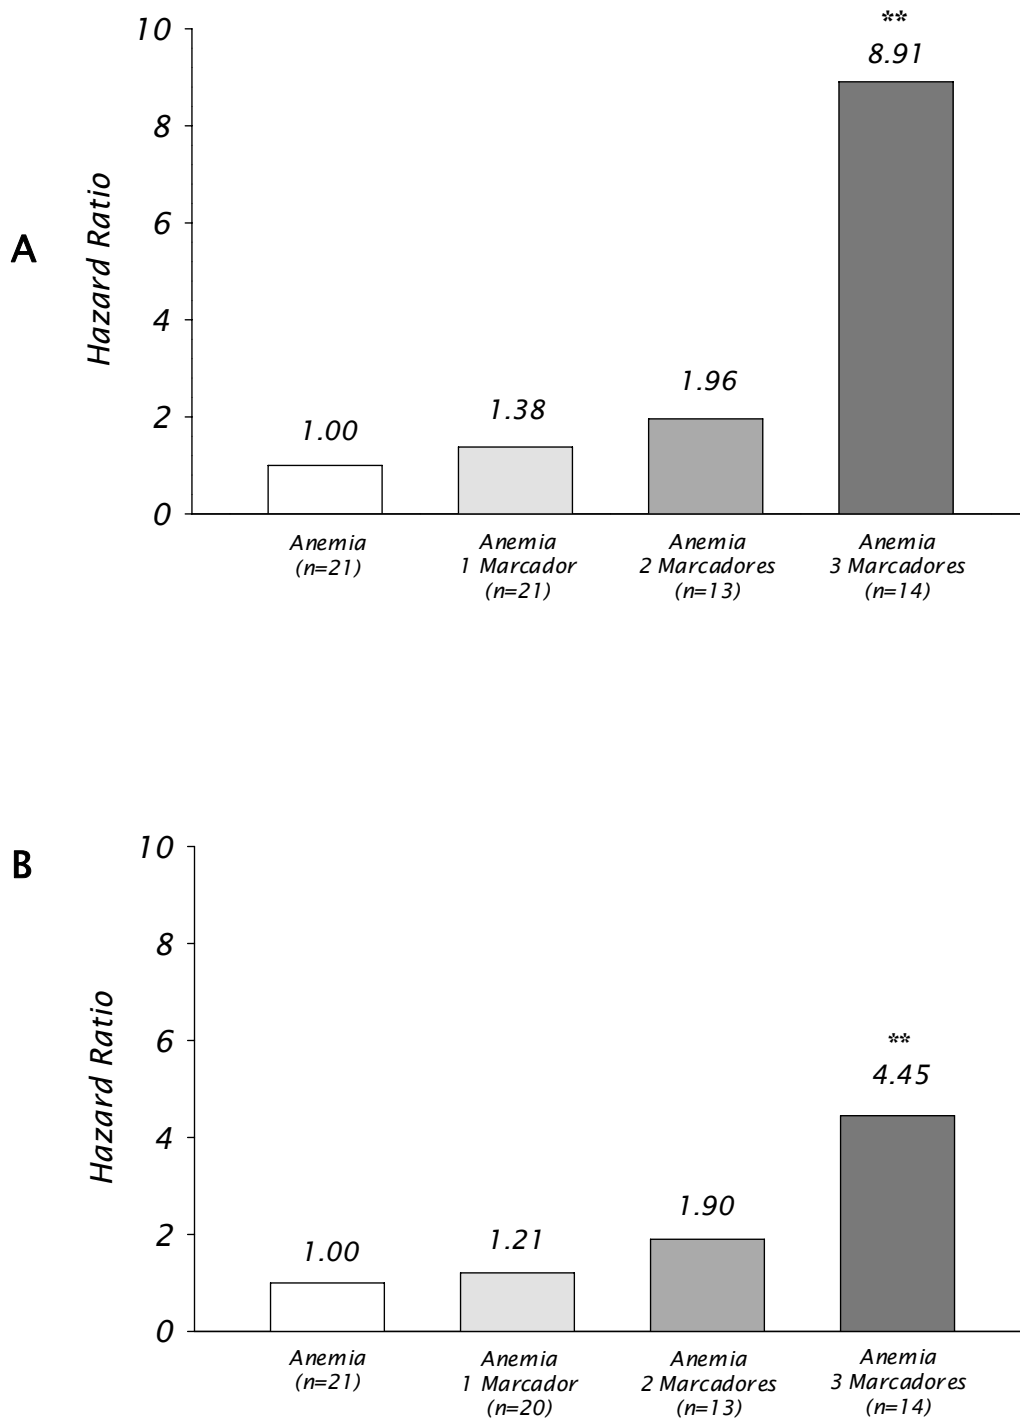 A
Hazard Ratio
10
8
6
4
2
0
1.00
1.38
1.96
**
8.91
Anemia
(n=21)
Anemia
1 Marcador
(n=21)
Anemia
2 Marcadores
(n=13)
Anemia
3 Marcadores
(n=14)
B
Hazard Ratio
10
8
6
4
2
0
1.00
1.21
1.90
**
4.45
Anemia
(n=21)
Anemia
1 Marcador
(n=20)
Anemia
2 Marcadores
(n=13)
Anemia
3 Marcadores
(n=14)